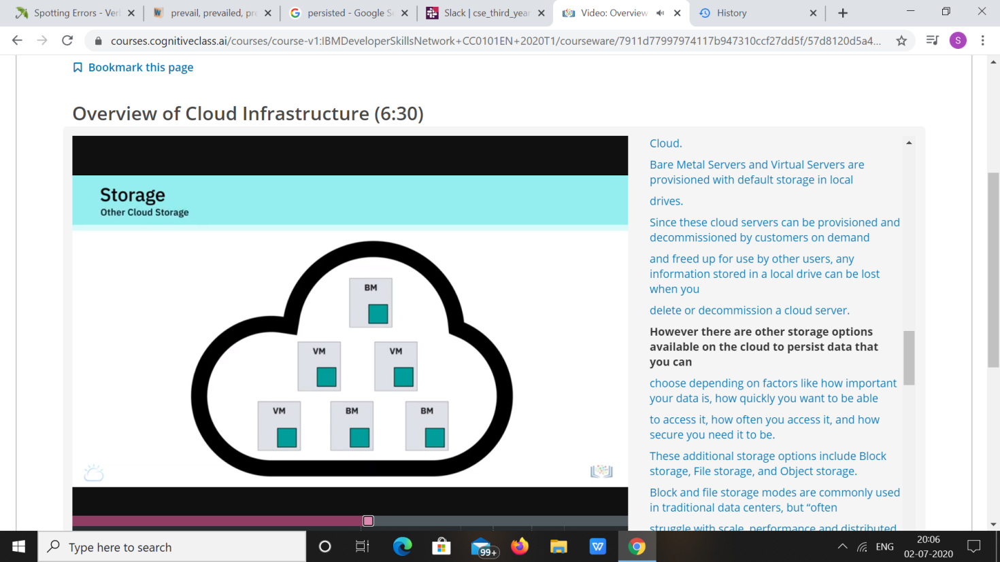 Spotting Errors - Ver
prevail, prevailed, pre
persisted - Google Se
Slack | cse_third_year
Video: Overview
History
courses.cognitiveclass.ai/courses/course-v1:IBMDeveloperSkillsNetwork+CC0101EN+2020T1/courseware/7911d77997974117b947310ccf27dd5f/57d8120d5a4...
S
Bookmark this page
Overview of Cloud Infrastructure (6:30)
Storage
Other Cloud Storage
BM
VM VM
VM BM BM
Cloud.
Bare Metal Servers and Virtual Servers are
provisioned with default storage in local
drives.
Since these cloud servers can be provisioned and
decommissioned by customers on demand
and freed up for use by other users, any
information stored in a local drive can be lost
when you
delete or decommission a cloud server.
However there are other storage options
available on the cloud to persist data that
you can
choose depending on factors like how important
your data is, how quickly you want to be able
to access it, how often you access it, and how
secure you need it to be.
These additional storage options include Block
storage, File storage, and Object storage.
Block and file storage modes are commonly used
in traditional data centers, but “often
struggle with scale, performance and distributed
Type here to search
99+
ENG
20:06
02-07-2020